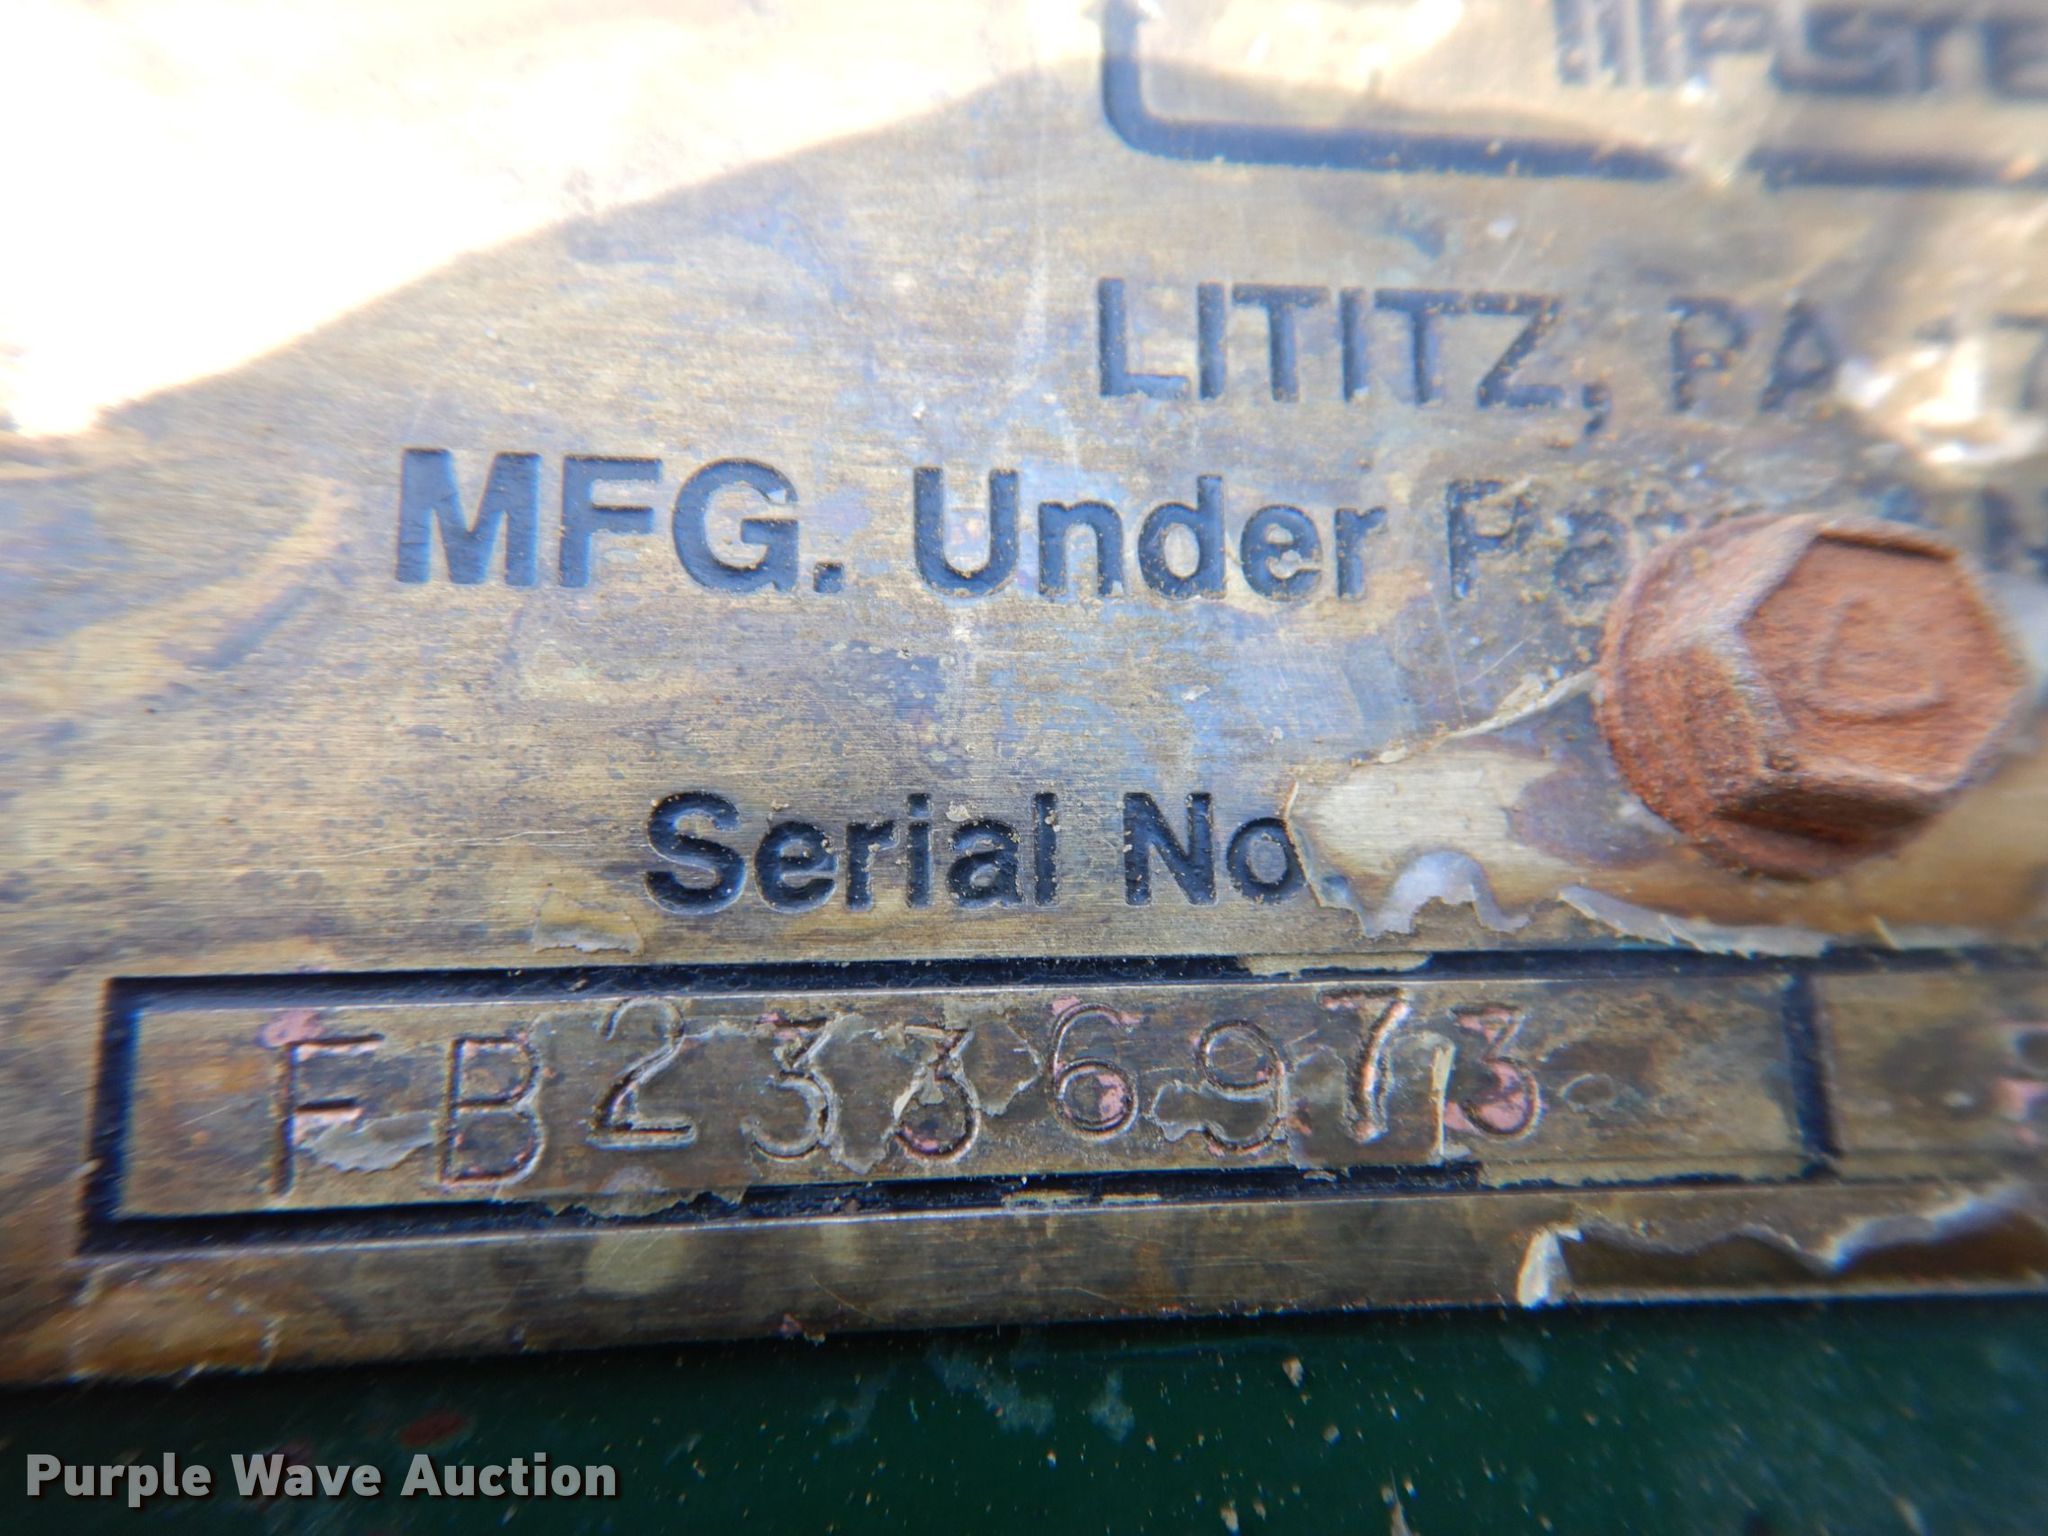 LITITZ, PA
MFG. Under
Serial No.
FB2336973
Purple Wave Auction